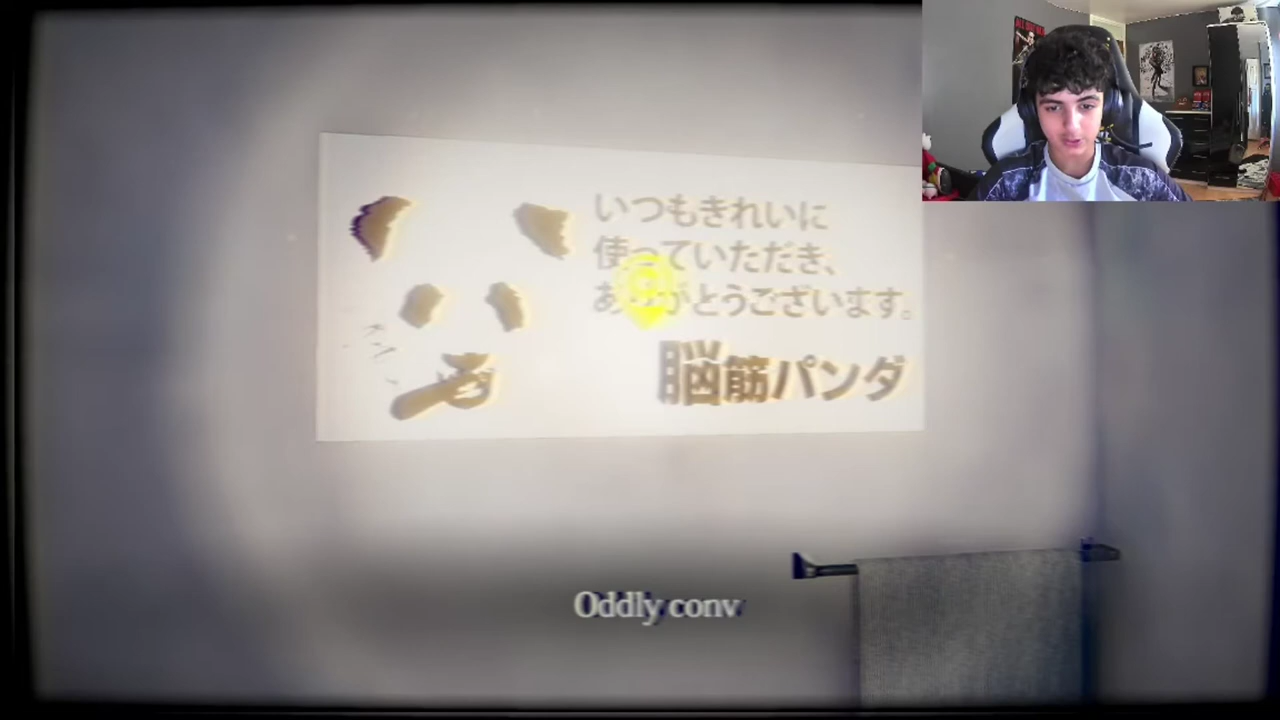 いつもきれいに
使っていただき、
ありがとうございます。
脳筋パンダ
Oddly conv